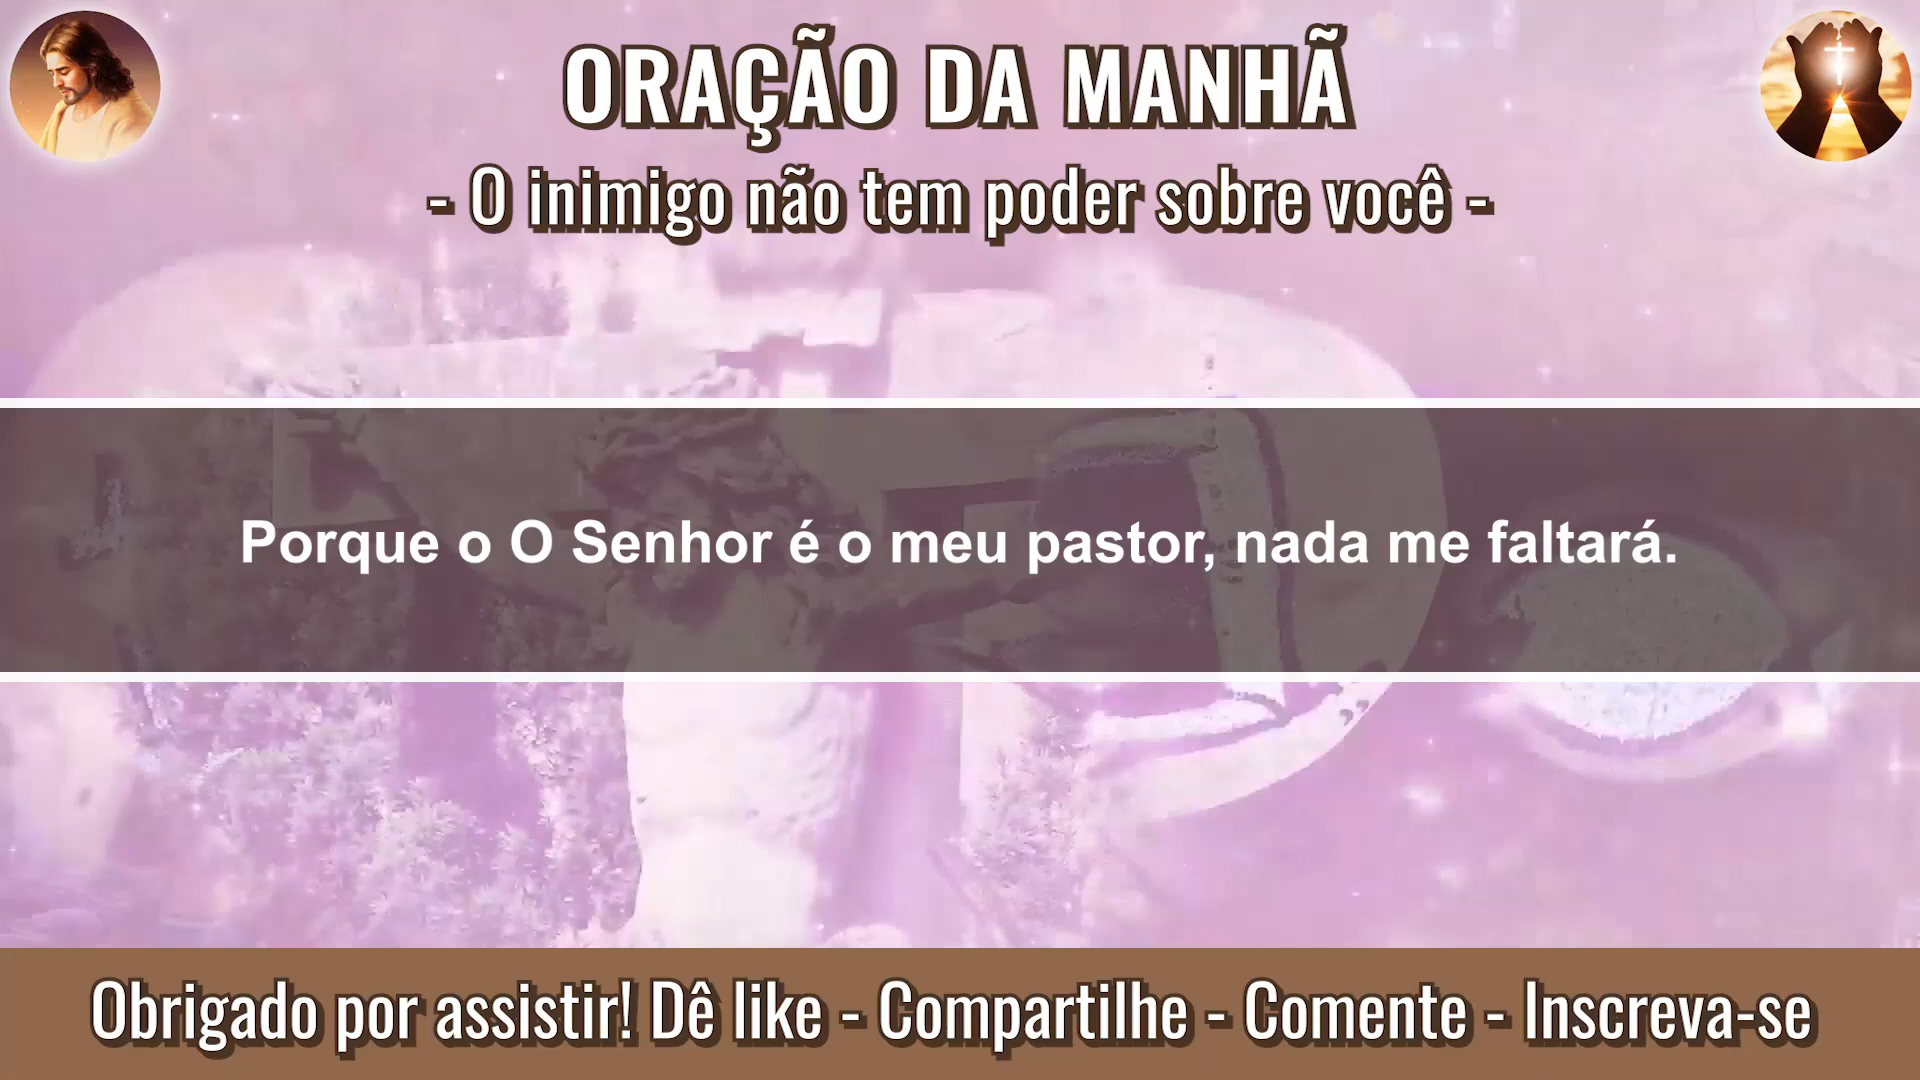 ORAÇÃO DA MANHÃ
- O inimigo não tem poder sobre você -
Porque o O Senhor é o meu pastor, nada me faltará.
Obrigado por assistir! Dê like - Compartilhe - Comente - Inscreva-se